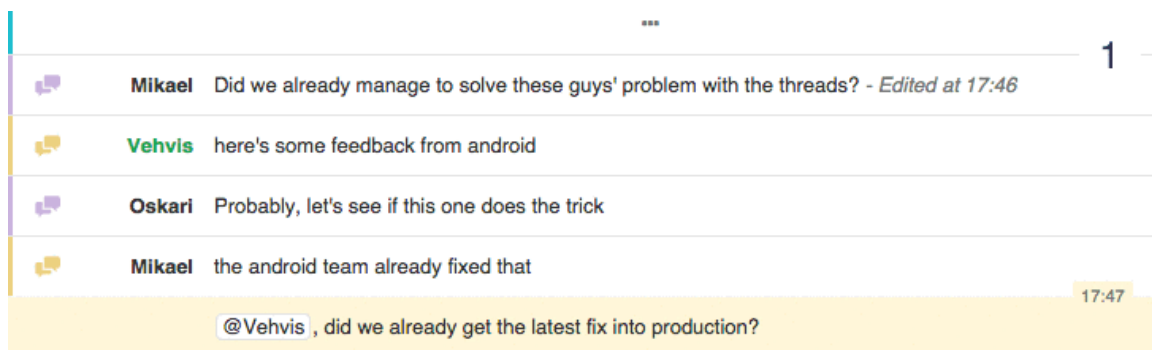 1
Mikael Did we already manage to solve these guys' problem with the threads? - Edited at 17:46
Vehvis here's some feedback from android
Oskari Probably, let's see if this one does the trick
Mikael the android team already fixed that
17:47
@Vehvis , did we already get the latest fix into production?